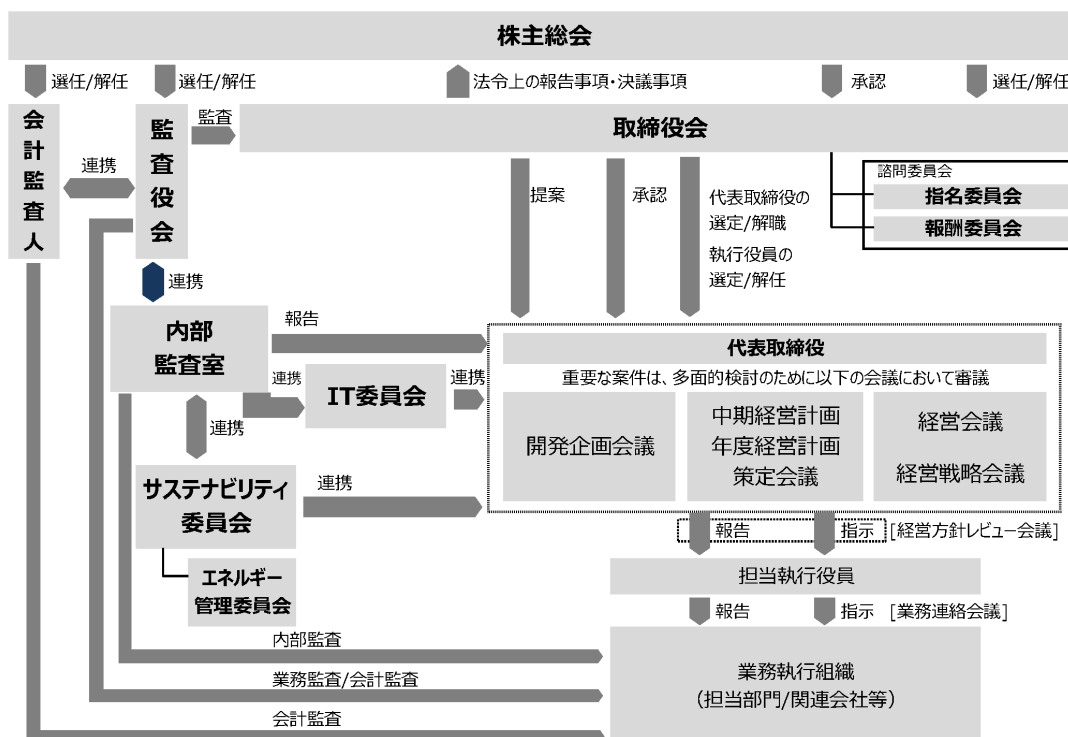 株主総会
選任/解任
選任/解任
法令上の報告事項・決議事項
承認
選任/解任
会計監査人
監査役会
監査
取締役会
連携
諮問委員会
指名委員会
報酬委員会
提案
承認
代表取締役の
選定/解職
執行役員の
選定/解任
連携
内部
監査室
報告
代表取締役
重要な案件は、多面的検討のために以下の会議において審議
連携
IT委員会
連携
開発企画会議
中期経営計画
年度経営計画
策定会議
経営会議
経営戦略会議
連携
サステナビリティ
委員会
連携
報告
指示
[経営方針レビュー会議]
エネルギー
管理委員会
担当執行役員
報告
指示
[業務連絡会議]
内部監査
業務監査/会計監査
会計監査
業務執行組織
（担当部門/関連会社等）